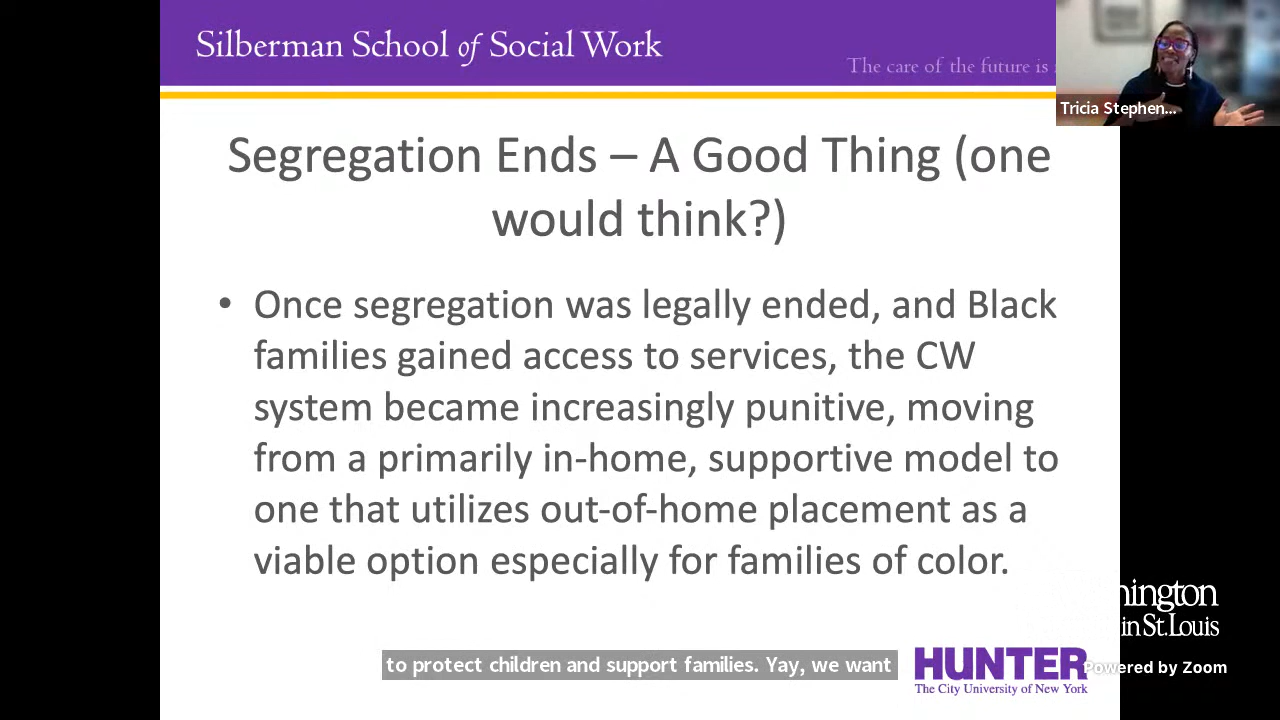 Silberman School of Social Work
The care of the future is
Tricia Stephen...
Segregation Ends – A Good Thing (one
would think?)
• Once segregation was legally ended, and Black
families gained access to services, the CW
system became increasingly punitive, moving
from a primarily in-home, supportive model to
one that utilizes out-of-home placement as a
viable option especially for families of color.
in St. Louis
to protect children and support families. Yay, we want
HUNTER
The City University of New York
Powered by Zoom